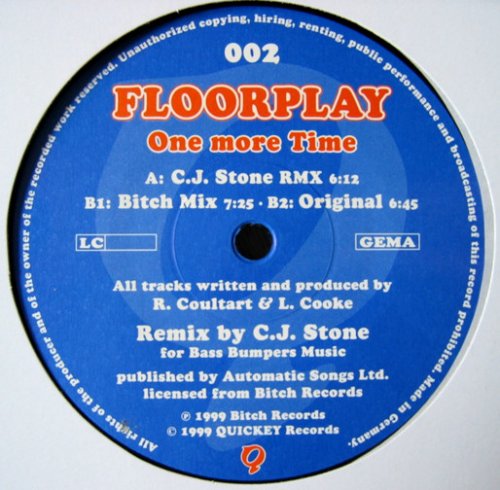 All rights of the producer and of the owner of the recorded work reserved. Unauthorized copying, hiring, renting, public performance and broadcasting of this record prohibited. Made in Germany.
002
FLOORPLAY
One more Time
A: C.J. Stone RMX 6:12
B1: Bitch Mix 7:25 · B2: Original 6:45
LC
GEMA
All tracks written and produced by
R. Coultart & L. Cooke
Remix by C.J. Stone
for Bass Bumpers Music
published by Automatic Songs Ltd.
licensed from Bitch Records
℗ 1999 Bitch Records
© 1999 QUICKEY Records
Q